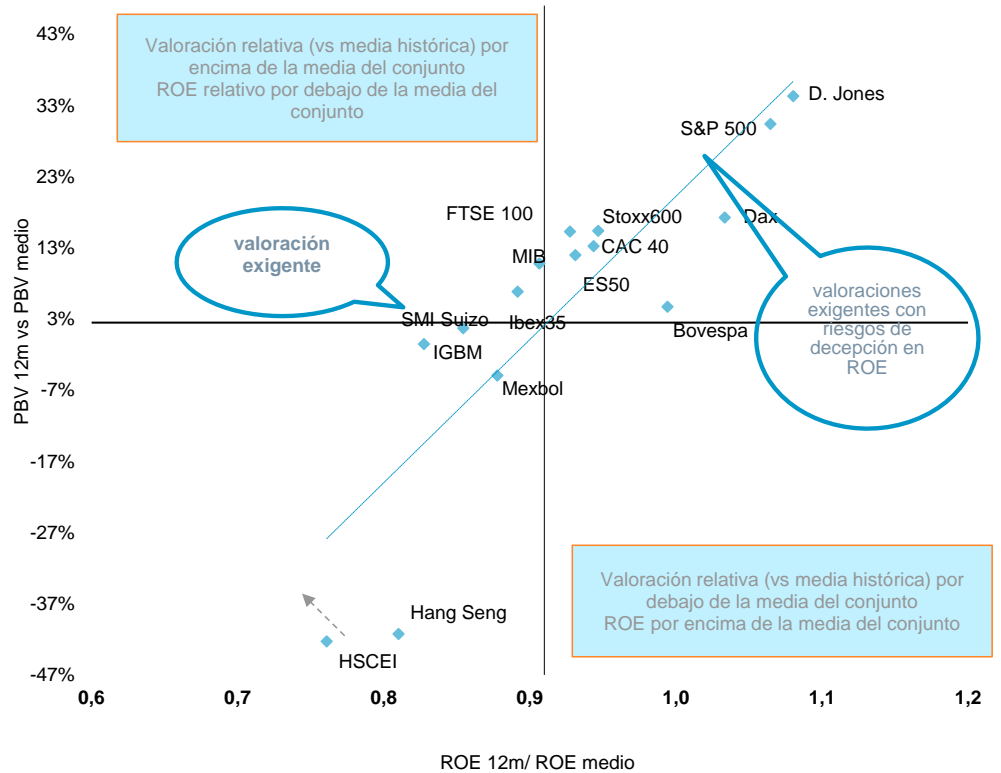 43%
Valoración relativa (vs media histórica) por
encima de la media del conjunto
ROE relativo por debajo de la media del
conjunto
D. Jones
33%
S&P 500
23%
FTSE 100
Stoxx600
Dax
valoración
exigente
13%
MIB
CAC 40
ES50
valoraciones
exigentes con
riesgos de
decepción en
ROE
3%
SMI Suizo
Ibex35
Bovespa
IGBM
-7%
Mexbol
-17%
-27%
-37%
Hang Seng
HSCEI
Valoración relativa (vs media histórica) por
debajo de la media del conjunto
ROE por encima de la media del conjunto
-47%
0,6
0,7
0,8
0,9
1,0
1,1
1,2
PBV 12m vs PBV medio
ROE 12m/ ROE medio